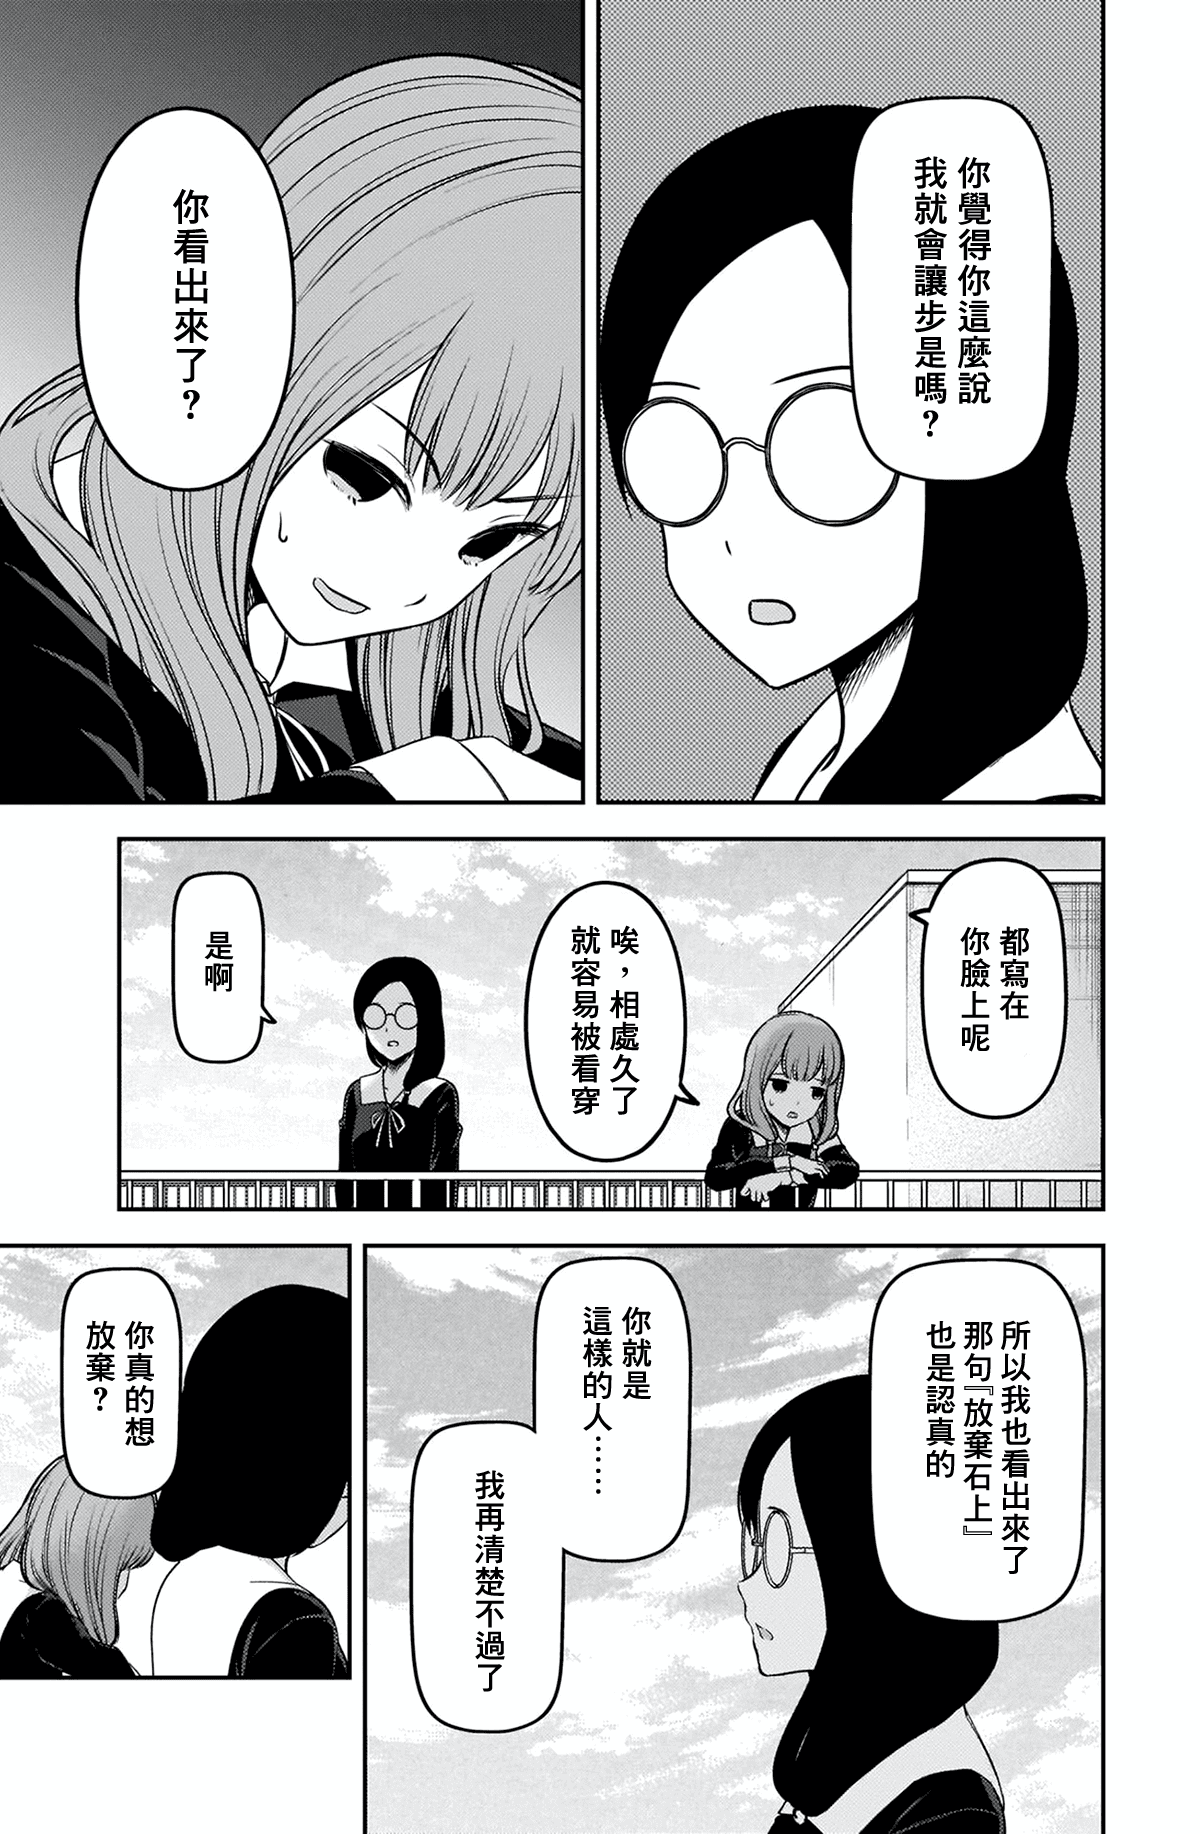 你覺得你這麼說
我就會讓步是嗎?
你看出來了?
都寫在
你臉上呢
唉，相處久了
就容易被看穿
是啊
所以我也看出來了
那句『放棄石上』
也是認真的
你就是
這樣的人……
我再清楚不過了
你真的想
放棄?